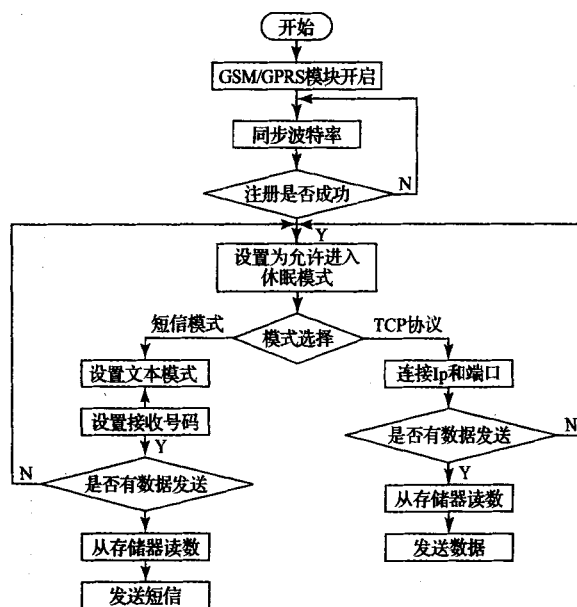 开始
GSM/GPRS模块开启
同步波特率
注册是否成功
N
Y
设置为允许进入
休眠模式
短信模式
模式选择
TCP协议
设置文本模式
连接Ip和端口
设置接收号码
是否有数据发送
N
Y
N
是否有数据发送
Y
从存储器读数
从存储器读数
发送数据
发送短信